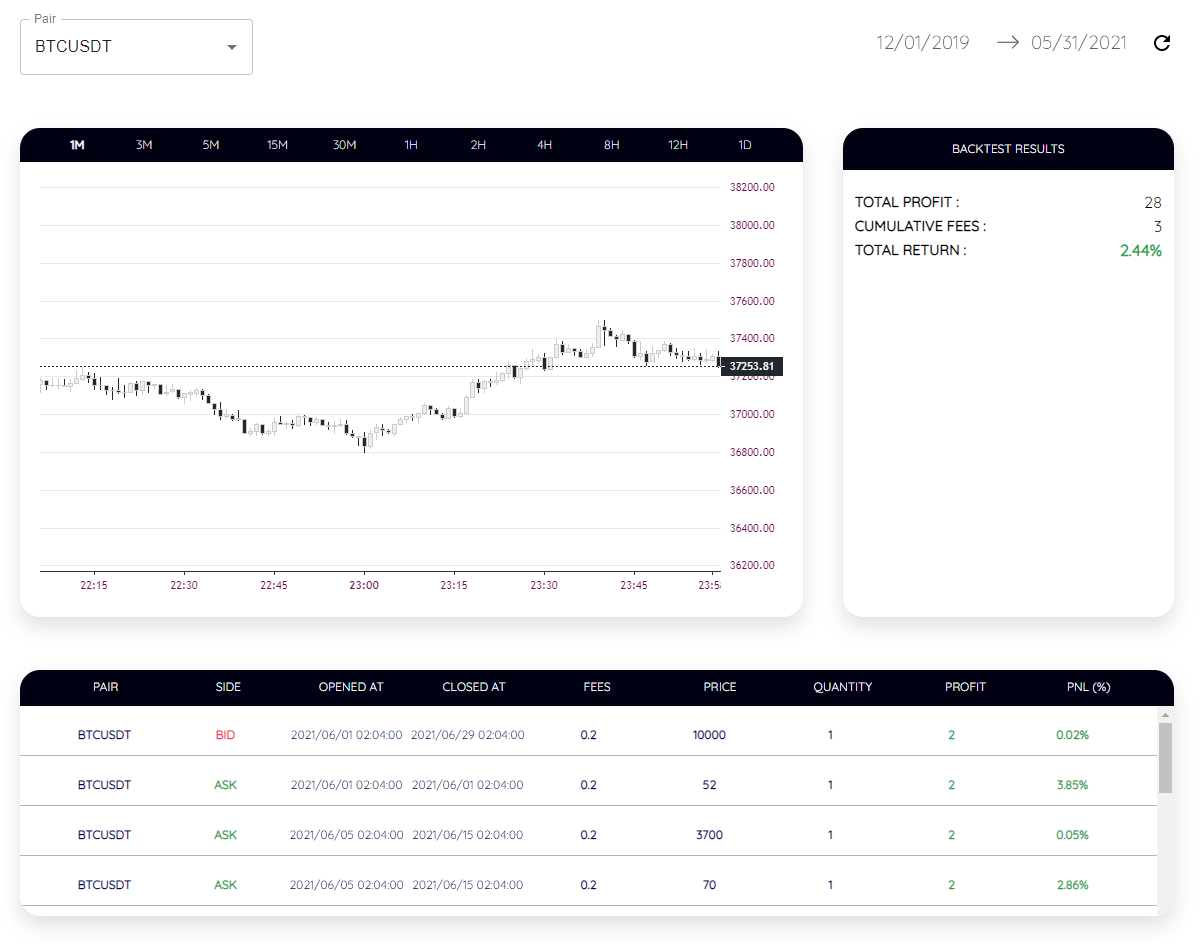 Pair
BTCUSDT
12/01/2019 → 05/31/2021
1M 3M 5M 15M 30M 1H 2H 4H 8H 12H 1D
38200.00
38000.00
37800.00
37600.00
37400.00
37253.81
37200.00
37000.00
36800.00
36600.00
36400.00
36200.00
22:15 22:30 22:45 23:00 23:15 23:30 23:45
BACKTEST RESULTS
TOTAL PROFIT : 28
CUMULATIVE FEES : 3
TOTAL RETURN : 2.44%
PAIR SIDE OPENED AT CLOSED AT FEES PRICE QUANTITY PROFIT PNL (%)
BTCUSDT BID 2021/06/01 02:04:00 2021/06/29 02:04:00 0.2 10000 1 2 0.02%
BTCUSDT ASK 2021/06/01 02:04:00 2021/06/01 02:04:00 0.2 52 1 2 3.85%
BTCUSDT ASK 2021/06/05 02:04:00 2021/06/15 02:04:00 0.2 3700 1 2 0.05%
BTCUSDT ASK 2021/06/05 02:04:00 2021/06/15 02:04:00 0.2 70 1 2 2.86%